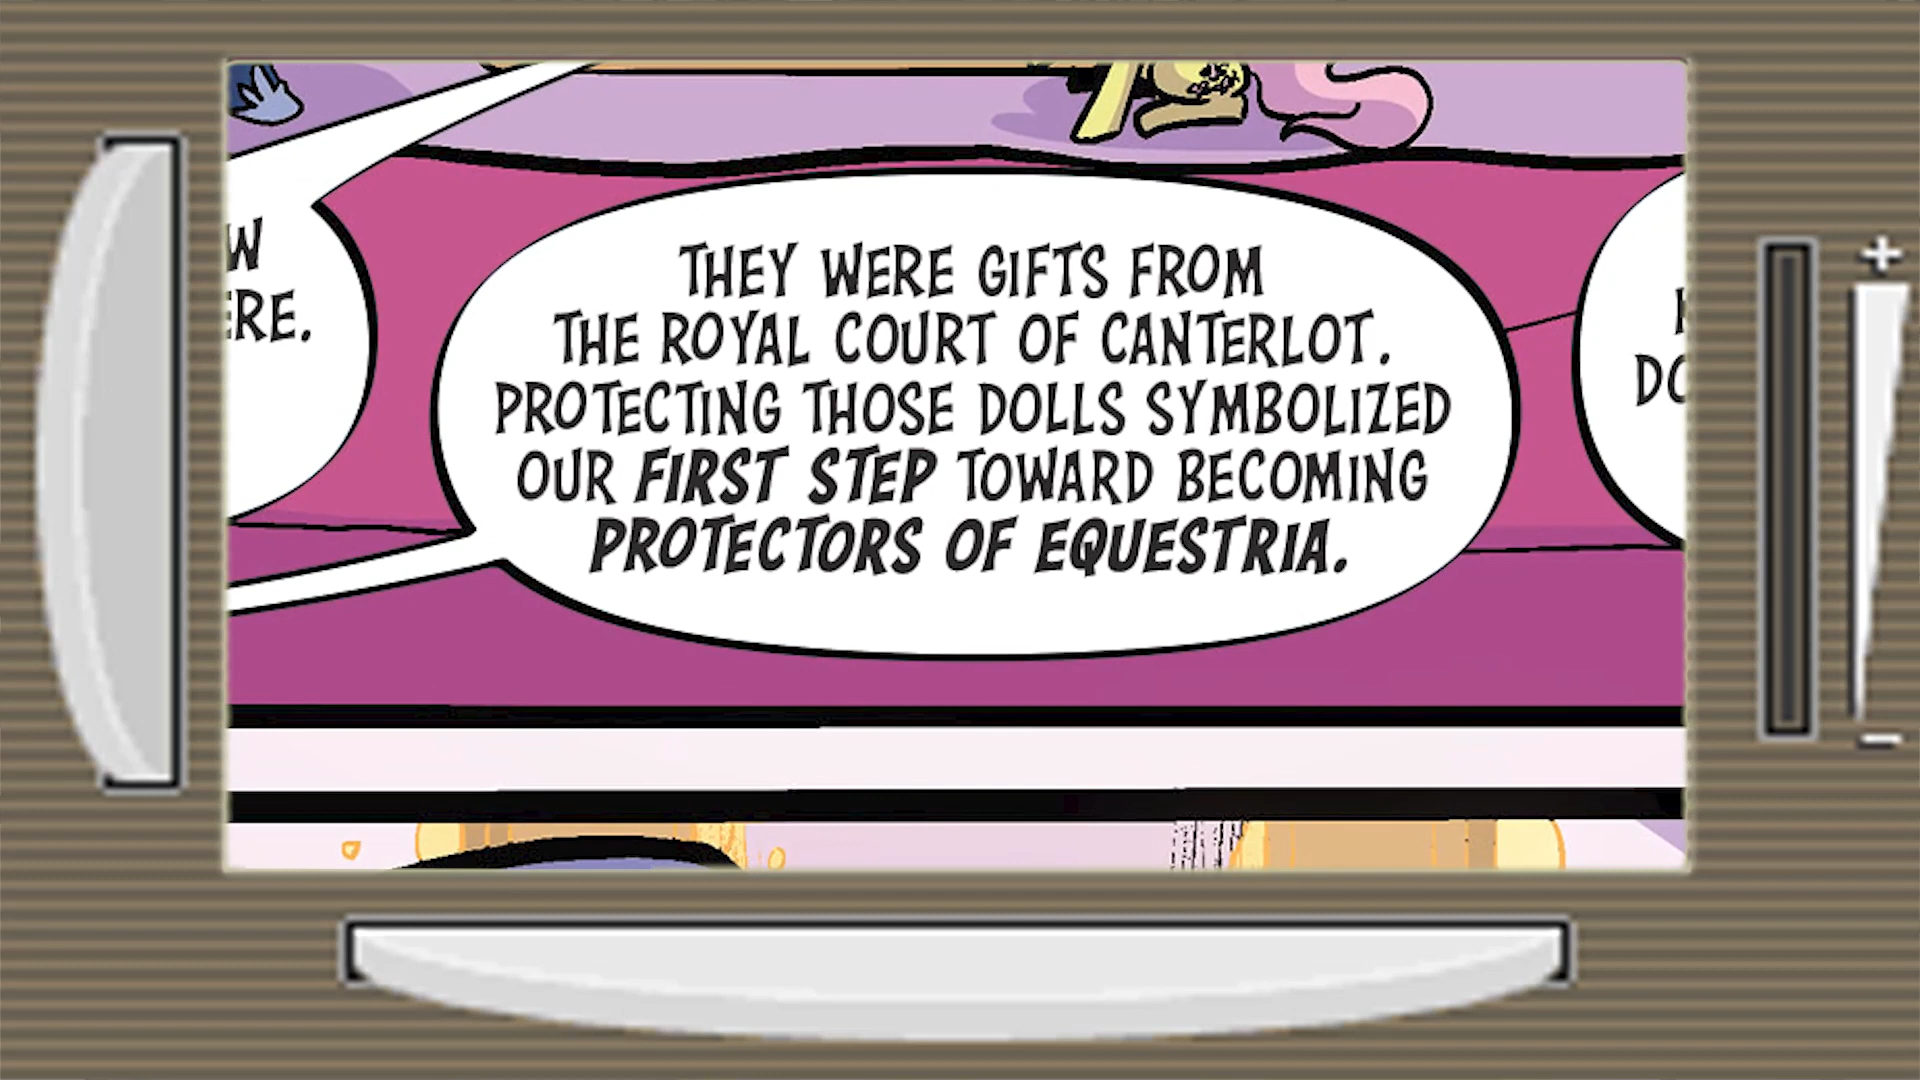 ERE.
THEY WERE GIFTS FROM
THE ROYAL COURT OF CANTERLOT.
PROTECTING THOSE DOLLS SYMBOLIZED
OUR FIRST STEP TOWARD BECOMING
PROTECTORS OF EQUESTRIA.